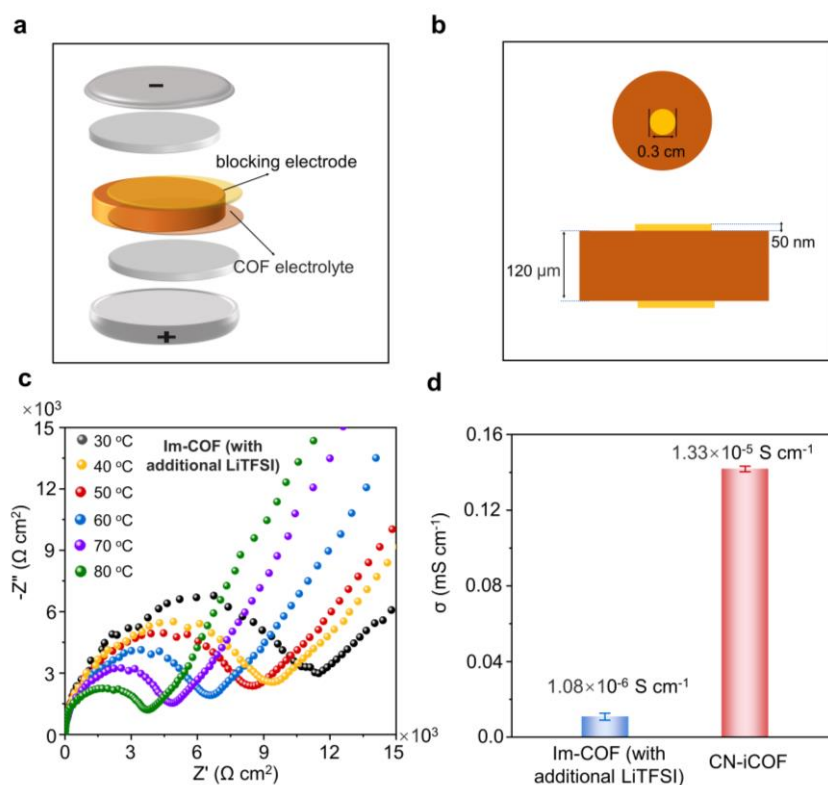 a
−
blocking electrode
COF electrolyte
+
b
0.3 cm
50 nm
120 μm
c
×10³
15
12
9
6
3
0
-Z'' (Ω cm²)
30 °C
40 °C
50 °C
60 °C
70 °C
80 °C
Im-COF (with
additional LiTFSI)
0 3 6 9 12 15
×10³
Z' (Ω cm²)
d
0.16
0.12
0.08
0.04
0.0
σ (mS cm⁻¹)
1.33×10⁻⁵ S cm⁻¹
1.08×10⁻⁶ S cm⁻¹
Im-COF (with
additional LiTFSI)
CN-iCOF